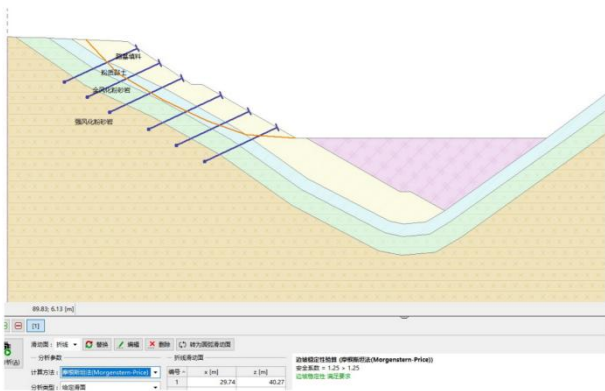 路基填料
粉质黏土
全风化粉砂岩
强风化粉砂岩
89.83; 6.13 [m]
[1]
滑动面： 折线 替换 编辑 删除 转为圆弧滑动面
分析参数
折线滑动面
计算方法： 摩根斯坦法(Morgenstern-Price)
编号 x [m] z [m]
1 29.74 40.27
分析类型： 给定滑面
边坡稳定性验算 (摩根斯坦法(Morgenstern-Price))
安全系数 = 1.25 > 1.25
边坡稳定性 满足要求